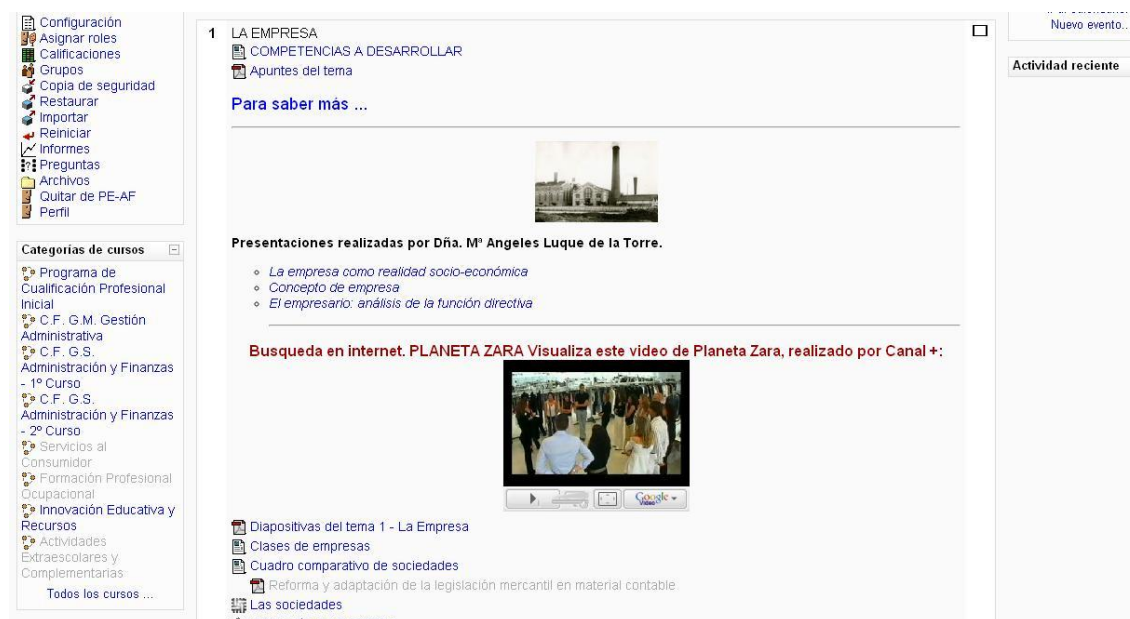 Configuración
Asignar roles
Calificaciones
Grupos
Copia de seguridad
Restaurar
Importar
Reiniciar
Informes
Preguntas
Archivos
Quitar de PE-AF
Perfil
Categorías de cursos
Programa de
Cualificación Profesional
Inicial
C.F. G.M. Gestión
Administrativa
C.F. G.S.
Administración y Finanzas
- 1º Curso
C.F. G.S.
Administración y Finanzas
- 2º Curso
Servicios al
Consumidor
Formación Profesional
Ocupacional
Innovación Educativa y
Recursos
Actividades
Extraescolares y
Complementarias
Todos los cursos ...
1 LA EMPRESA
COMPETENCIAS A DESARROLLAR
Apuntes del tema
Para saber más ...
Presentaciones realizadas por Dña. Mª Angeles Luque de la Torre.
La empresa como realidad socio-económica
Concepto de empresa
El empresario: análisis de la función directiva
Busqueda en internet. PLANETA ZARA Visualiza este video de Planeta Zara, realizado por Canal +:
Google
Video
Diapositivas del tema 1 - La Empresa
Clases de empresas
Cuadro comparativo de sociedades
Reforma y adaptación de la legislación mercantil en material contable
Las sociedades
Nuevo evento...
Actividad reciente